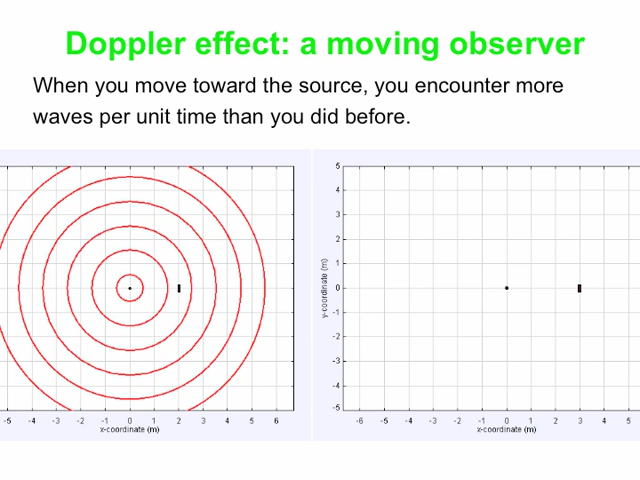 Doppler effect: a moving observer
When you move toward the source, you encounter more
waves per unit time than you did before.
-5 -4 -3 -2 -1 0 1 2 3 4 5 6
x-coordinate (m)
5
4
3
2
1
0
-1
-2
-3
-4
-5
y-coordinate (m)
-6 -5 -4 -3 -2 -1 0 1 2 3 4 5
x-coordinate (m)